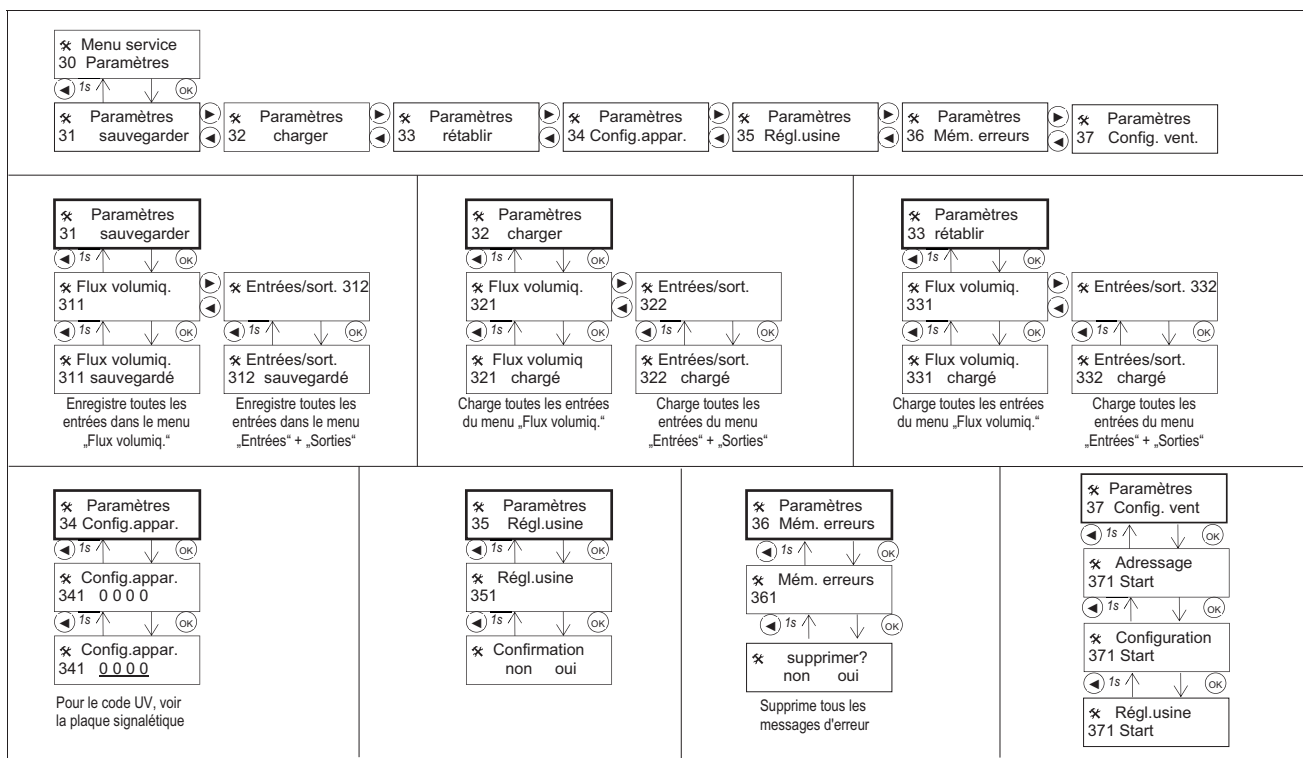 Menu service
30 Paramètres
1s OK
Paramètres
31 sauvegarder
Paramètres
32 charger
Paramètres
33 rétablir
Paramètres
34 Config.appar.
Paramètres
35 Régl.usine
Paramètres
36 Mém. erreurs
Paramètres
37 Config. vent.
Paramètres
31 sauvegarder
1s OK
Flux volumiq.
311
Entrées/sort. 312
1s OK
1s OK
Flux volumiq.
311 sauvegardé
Entrées/sort.
312 sauvegardé
Enregistre toutes les
entrées dans le menu
„Flux volumiq.“
Enregistre toutes les
entrées dans le menu
„Entrées“ + „Sorties“
Paramètres
32 charger
1s OK
Flux volumiq.
321
Entrées/sort.
322
1s OK
1s OK
Flux volumiq
321 chargé
Entrées/sort.
322 chargé
Charge toutes les entrées
du menu „Flux volumiq.“
Charge toutes les
entrées du menu
„Entrées“ + „Sorties“
Paramètres
33 rétablir
1s OK
Flux volumiq.
331
Entrées/sort. 332
1s OK
1s OK
Flux volumiq.
331 chargé
Entrées/sort.
332 chargé
Charge toutes les entrées
du menu „Flux volumiq.“
Charge toutes les
entrées du menu
„Entrées“ + „Sorties“
Paramètres
34 Config.appar.
1s OK
Config.appar.
341 0 0 0 0
1s OK
Config.appar.
341 0 0 0 0
Pour le code UV, voir
la plaque signalétique
Paramètres
35 Régl.usine
1s OK
Régl.usine
351
1s OK
Confirmation
non oui
Paramètres
36 Mém. erreurs
1s OK
Mém. erreurs
361
1s OK
supprimer?
non oui
Supprime tous les
messages d'erreur
Paramètres
37 Config. vent
1s OK
Adressage
371 Start
1s OK
Configuration
371 Start
1s OK
Régl.usine
371 Start